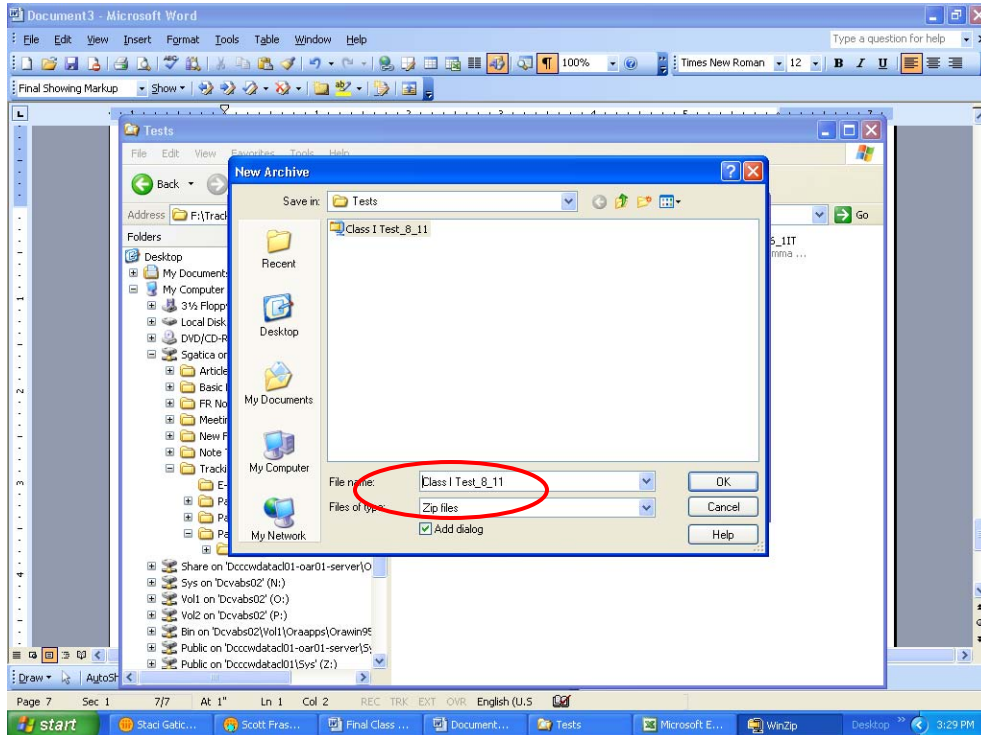 Document3 - Microsoft Word
File Edit View Insert Format Tools Table Window Help
Type a question for help
100%
Times New Roman 12 B I U
Final Showing Markup Show
Tests
File Edit View Favorites Tools Help
Back
Address F:\Track
Go
Folders
Desktop
My Document
My Computer
3½ Flopp
Local Disk
DVD/CD-R
Sgatica or
Article
Basic
FR No
Meetin
New F
Note
Tracki
E-
Pa
Pa
Pa
Share on 'Dcccwdatacl01-oar01-server\O
Sys on 'Dcvabs02' (N:)
Vol1 on 'Dcvabs02' (O:)
Vol2 on 'Dcvabs02' (P:)
Bin on 'Dcvabs02\Vol1\Oraapps\Orawin95
Public on 'Dcccwdatacl01-oar01-server\Sy
Public on 'Dcccwdatacl01\Sys' (Z:)
6_1IT
mma ...
New Archive
Save in: Tests
Class I Test_8_11
Recent
Desktop
My Documents
My Computer
My Network
File name: Class I Test_8_11 OK
Files of type: Zip files Cancel
Add dialog
Help
Draw AutoSh
Page 7 Sec 1 7/7 At 1" Ln 1 Col 2 REC TRK EXT OVR English (U.S
start Staci Gatic... Scott Fras... Final Class ... Document... Tests Microsoft E... WinZip Desktop 3:29 PM